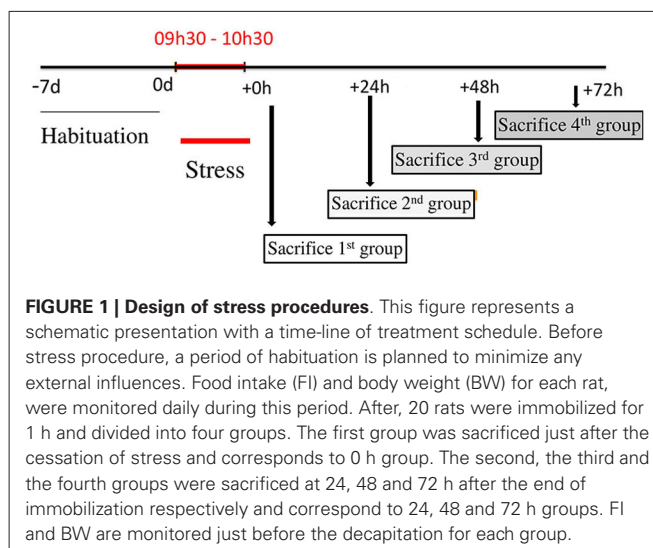 09h30 - 10h30
-7d 0d +0h +24h +48h +72h
Habituation
Stress
Sacrifice 4th group
Sacrifice 3rd group
Sacrifice 2nd group
Sacrifice 1st group
FIGURE 1 | Design of stress procedures. This figure represents a
schematic presentation with a time-line of treatment schedule. Before
stress procedure, a period of habituation is planned to minimize any
external influences. Food intake (FI) and body weight (BW) for each rat,
were monitored daily during this period. After, 20 rats were immobilized for
1 h and divided into four groups. The first group was sacrificed just after the
cessation of stress and corresponds to 0 h group. The second, the third and
the fourth groups were sacrificed at 24, 48 and 72 h after the end of
immobilization respectively and correspond to 24, 48 and 72 h groups. FI
and BW are monitored just before the decapitation for each group.